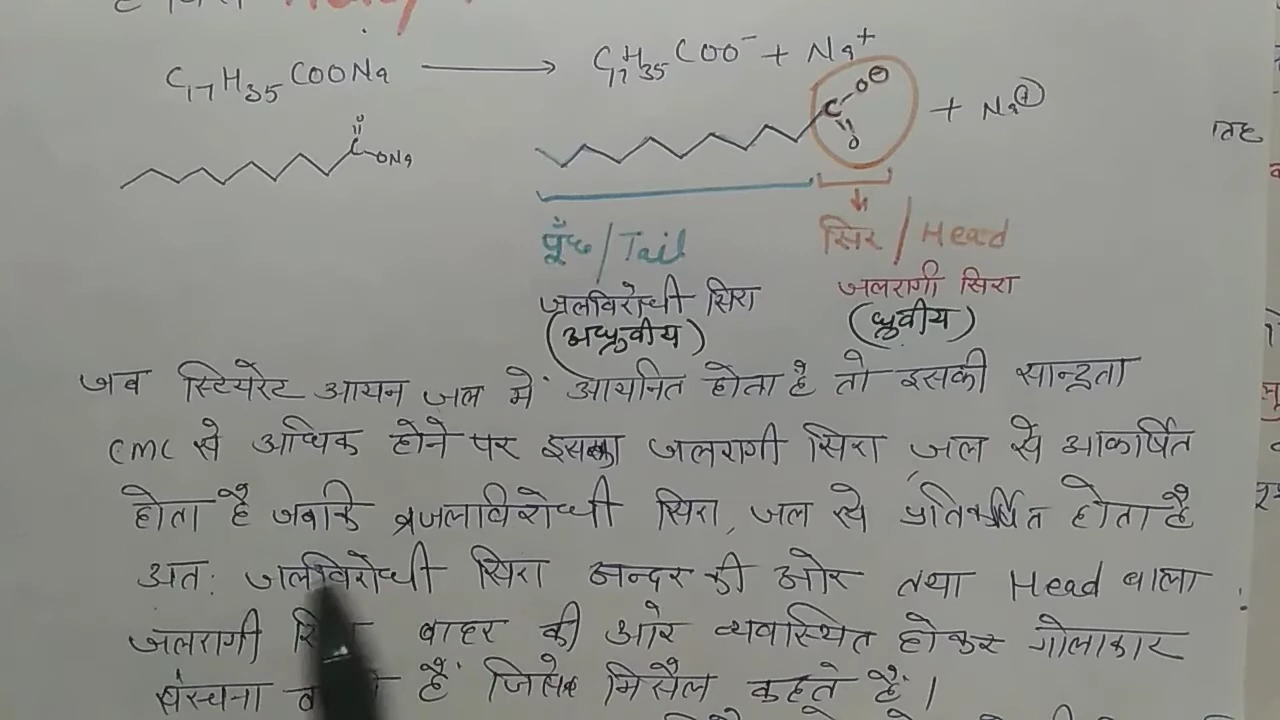 C17H35COONa ⟶ C17H35COO⁻ + Na⁺
O
C-ONa
C O⊖ O + Na⊕
पूँछ/Tail सिर/Head
जलविरोधी सिरा जलरागी सिरा
(अध्रुवीय) (ध्रुवीय)
जब स्टियरेट आयन जल में आयनित होता है तो इसकी सान्द्रता
CMC से अधिक होने पर इसका जलरागी सिरा जल से आकर्षित
होता है जबकि जलविरोधी सिरा, जल से प्रतिकर्षित होता है
अत: जलविरोधी सिरा अन्दर की ओर तथा Head वाला
जलरागी बाहर की ओर व्यवस्थित होकर गोलाकार
संरचना हैं जिसे मिसैल कहते हैं।